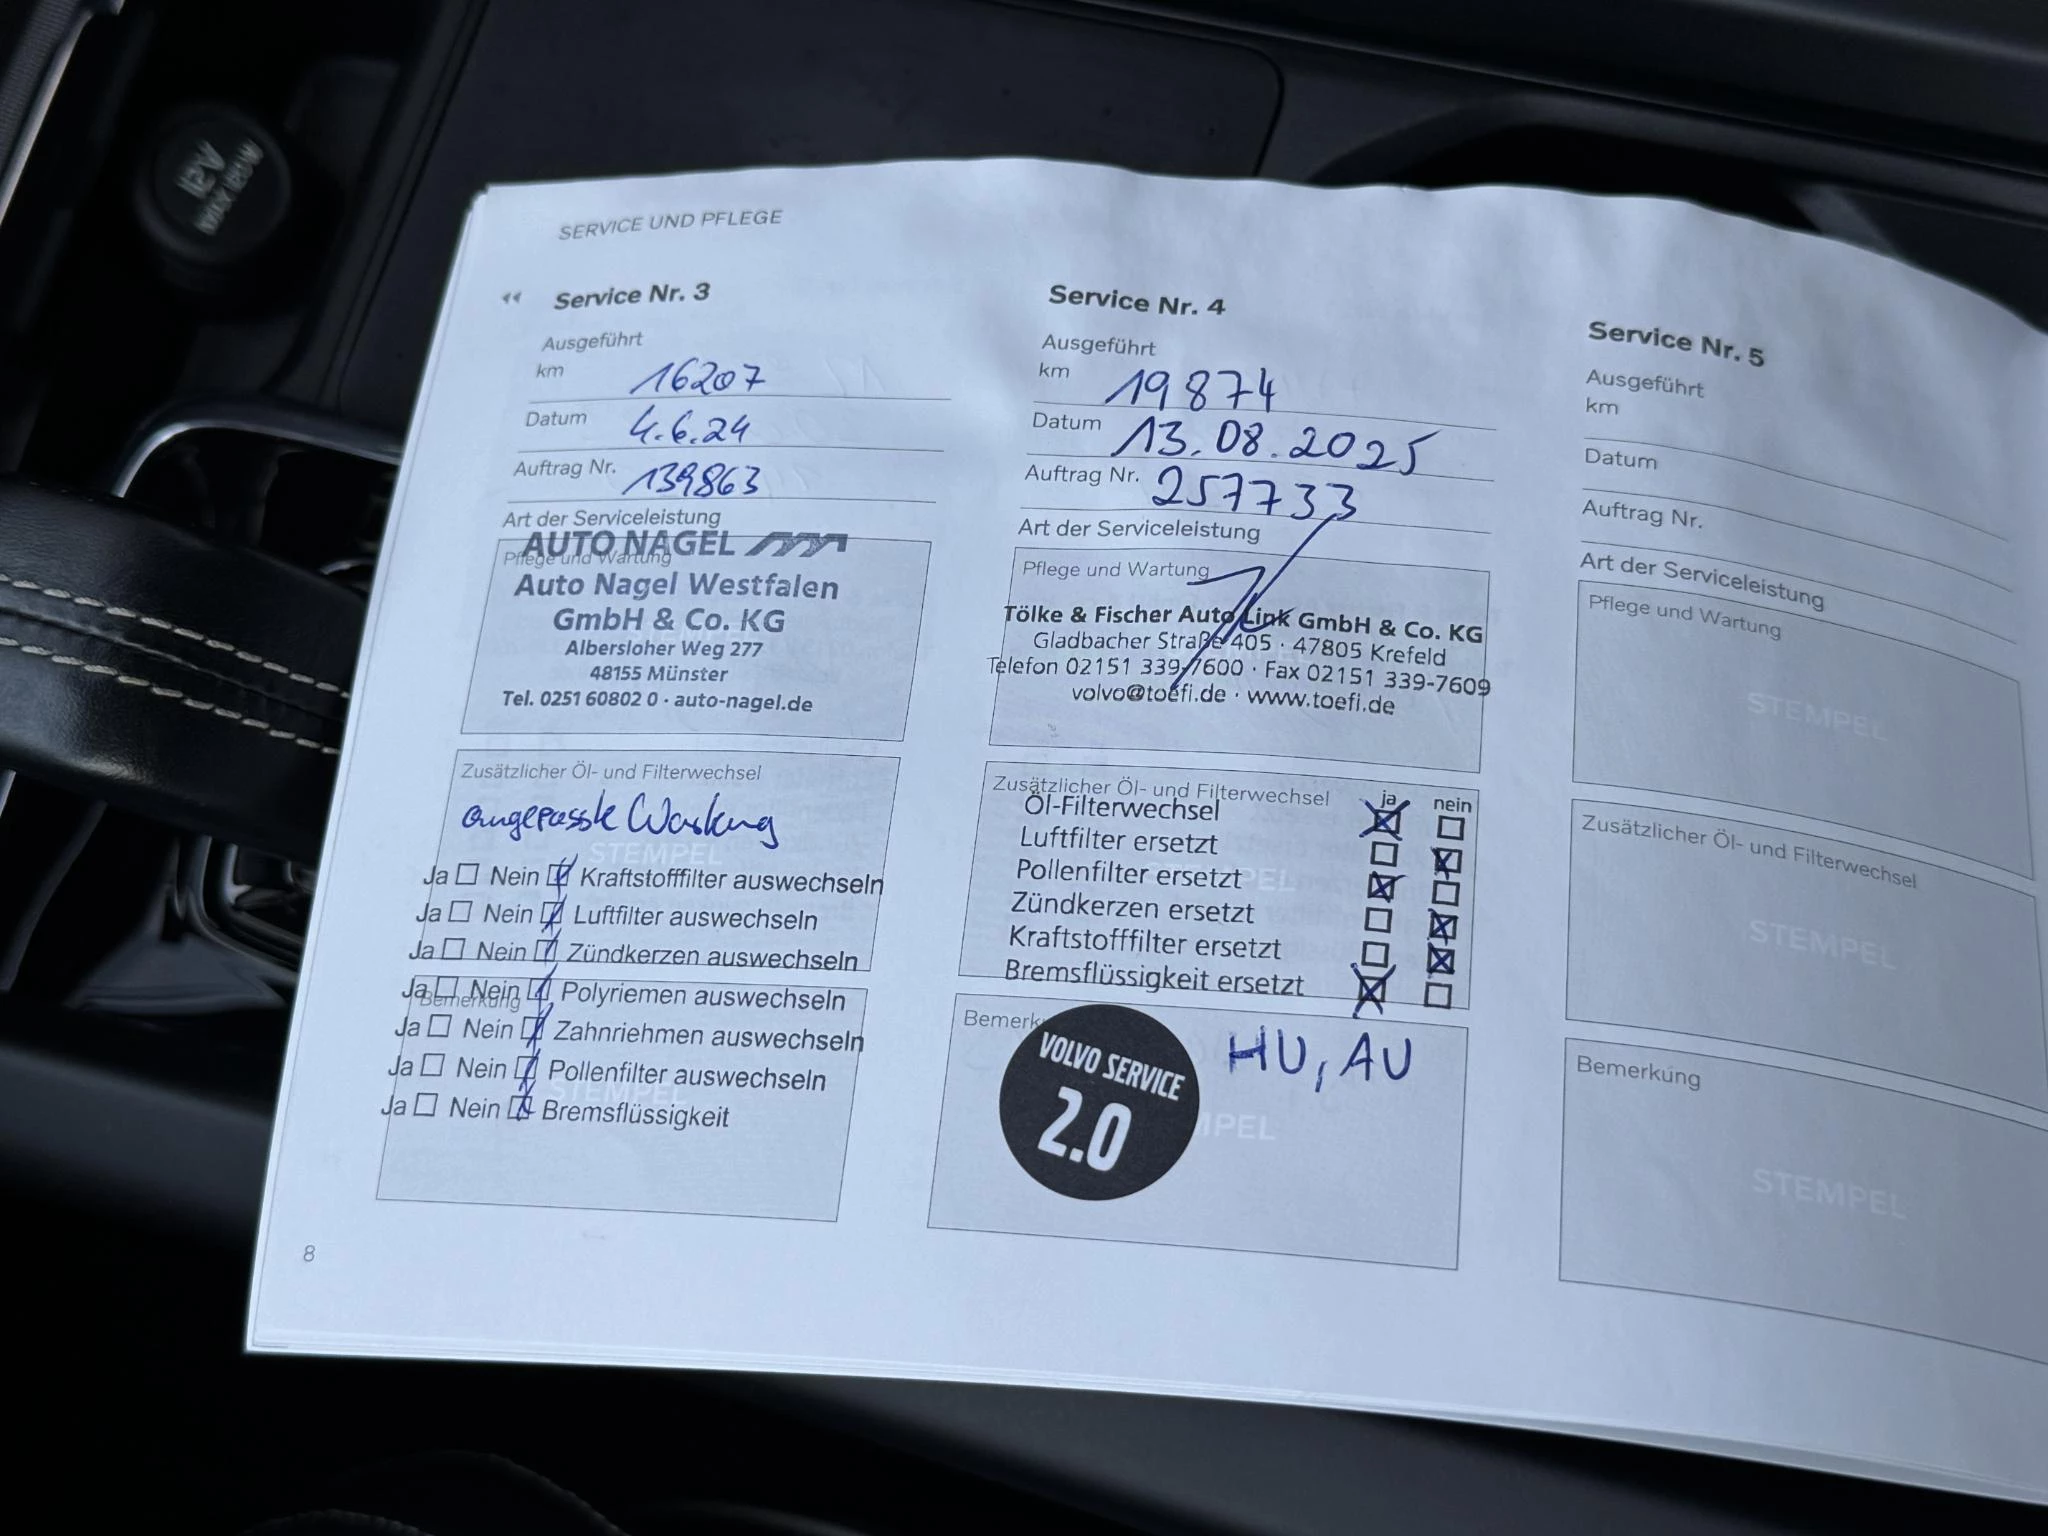 12V
MAX.120W
SERVICE UND PFLEGE
Service Nr. 3
Ausgeführt
km 16207
Datum 4.6.24
Auftrag Nr. 139863
Art der Serviceleistung
AUTO NAGEL
Pflege und Wartung
Auto Nagel Westfalen
GmbH & Co. KG
Albersloher Weg 277
48155 Münster
Tel. 0251 60802 0 · auto-nagel.de
Zusätzlicher Öl- und Filterwechsel
angepasste Wartung
STEMPEL
Ja Nein Kraftstofffilter auswechseln
Ja Nein Luftfilter auswechseln
Ja Nein Zündkerzen auswechseln
Ja Nein Polyriemen auswechseln
Bemerkung
Ja Nein Zahnriehmen auswechseln
Ja Nein Pollenfilter auswechseln
STEMPEL
Ja Nein Bremsflüssigkeit
8
Service Nr. 4
Ausgeführt
km 19874
Datum 13.08.2025
Auftrag Nr. 257733
Art der Serviceleistung
Pflege und Wartung
Tölke & Fischer Auto Link GmbH & Co. KG
Gladbacher Straße 405 · 47805 Krefeld
Telefon 02151 339-7600 · Fax 02151 339-7609
volvo@toefi.de · www.toefi.de
Zusätzlicher Öl- und Filterwechsel
ja nein
Öl-Filterwechsel
Luftfilter ersetzt
Pollenfilter ersetzt
Zündkerzen ersetzt
Kraftstofffilter ersetzt
Bremsflüssigkeit ersetzt
HU, AU
VOLVO SERVICE
2.0
Service Nr. 5
Ausgeführt
km
Datum
Auftrag Nr.
Art der Serviceleistung
Pflege und Wartung
STEMPEL
Zusätzlicher Öl- und Filterwechsel
STEMPEL
Bemerkung
STEMPEL